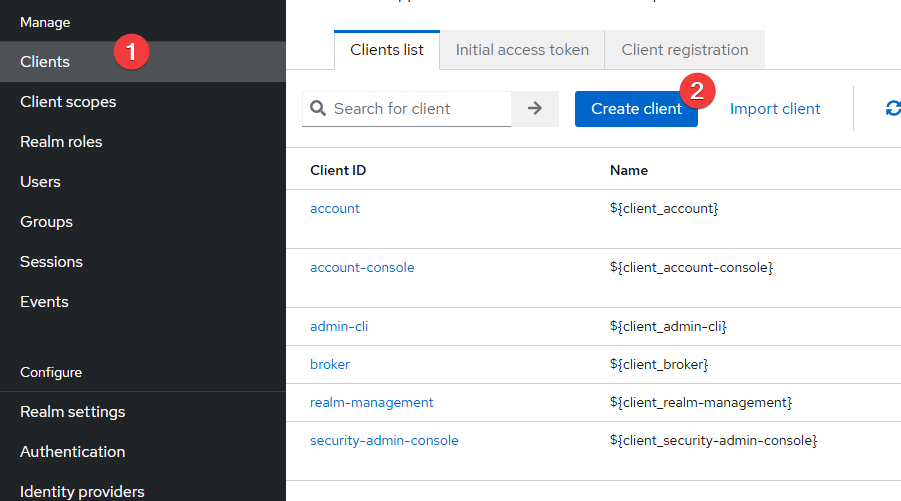 Manage
Clients
1
Client scopes
Realm roles
Users
Groups
Sessions
Events
Configure
Realm settings
Authentication
Identity providers
Clients list
Initial access token
Client registration
Search for client
Create client
2
Import client
Client ID Name
account ${client_account}
account-console ${client_account-console}
admin-cli ${client_admin-cli}
broker ${client_broker}
realm-management ${client_realm-management}
security-admin-console ${client_security-admin-console}